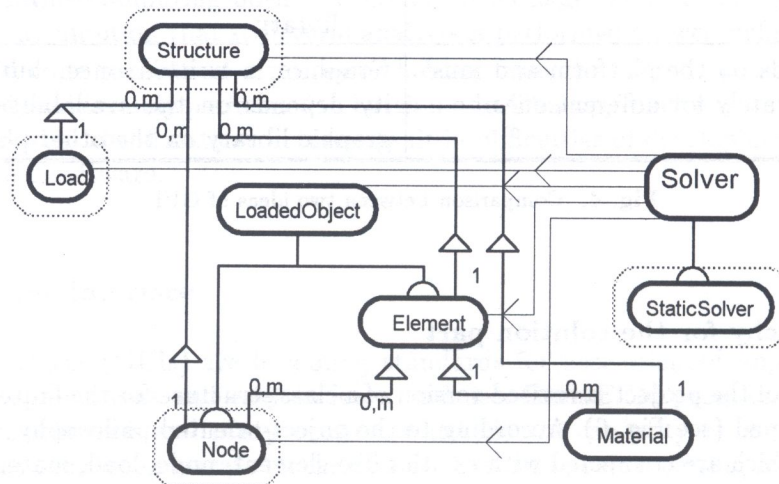 Structure
0,m
0,m
0,m
0,m
1
Load
Solver
LoadedObject
1
StaticSolver
Element
1
0,m
0,m
1
0,m
1
Node
Material